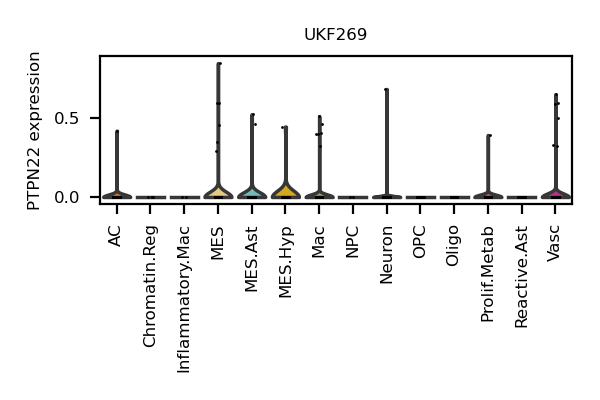 UKF269
PTPN22 expression
0.5
0.0
AC
Chromatin.Reg
Inflammatory.Mac
MES
MES.Ast
MES.Hyp
Mac
NPC
Neuron
OPC
Oligo
Prolif.Metab
Reactive.Ast
Vasc